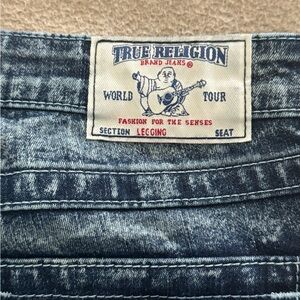 TRUE RELIGION
BRAND JEANS®
WORLD TOUR
FASHION FOR THE SENSES
SECTION LEGGING SEAT